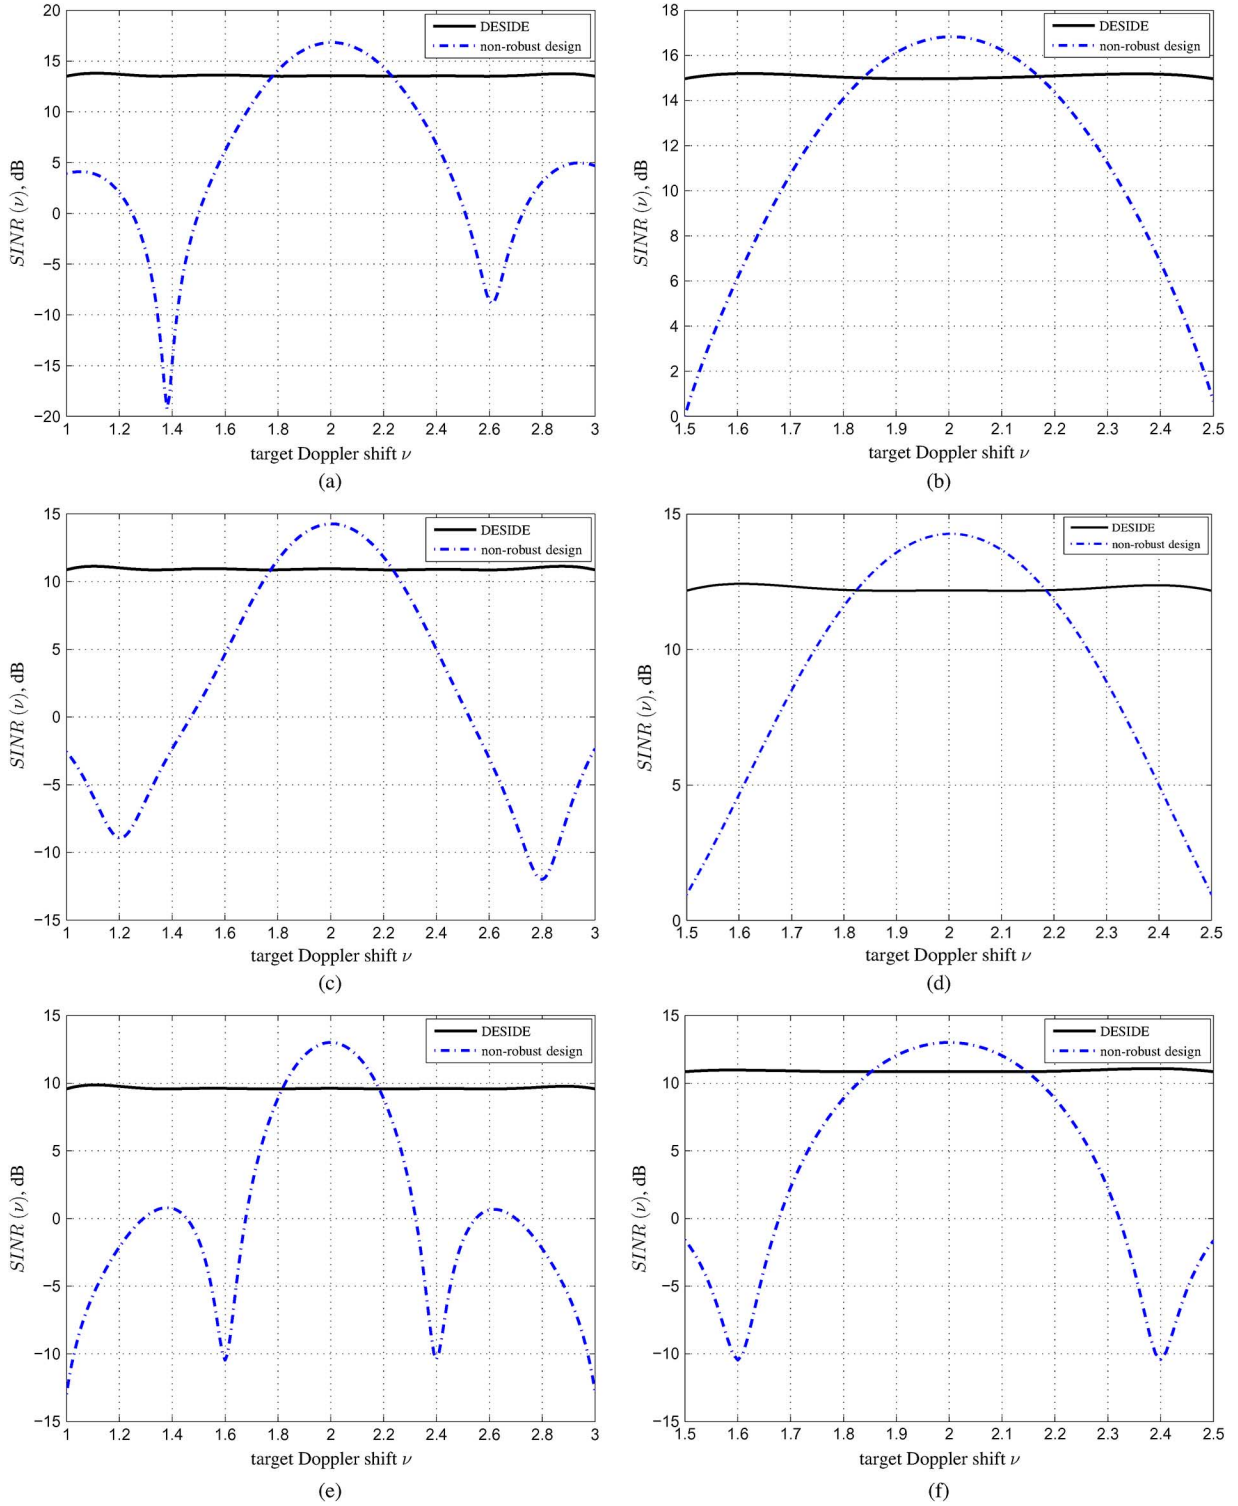 20
15
10
5
0
−5
−10
−15
−20
SINR (ν), dB
DESIDE
non-robust design
1 1.2 1.4 1.6 1.8 2 2.2 2.4 2.6 2.8 3
target Doppler shift ν
(a)
18
16
14
12
10
8
6
4
2
0
SINR (ν), dB
DESIDE
non-robust design
1.5 1.6 1.7 1.8 1.9 2 2.1 2.2 2.3 2.4 2.5
target Doppler shift ν
(b)
15
10
5
0
−5
−10
−15
SINR (ν), dB
DESIDE
non-robust design
1 1.2 1.4 1.6 1.8 2 2.2 2.4 2.6 2.8 3
target Doppler shift ν
(c)
15
10
5
0
SINR (ν), dB
DESIDE
non-robust design
1.5 1.6 1.7 1.8 1.9 2 2.1 2.2 2.3 2.4 2.5
target Doppler shift ν
(d)
15
10
5
0
−5
−10
−15
SINR (ν), dB
DESIDE
non-robust design
1 1.2 1.4 1.6 1.8 2 2.2 2.4 2.6 2.8 3
target Doppler shift ν
(e)
15
10
5
0
−5
−10
−15
SINR (ν), dB
DESIDE
non-robust design
1.5 1.6 1.7 1.8 1.9 2 2.1 2.2 2.3 2.4 2.5
target Doppler shift ν
(f)